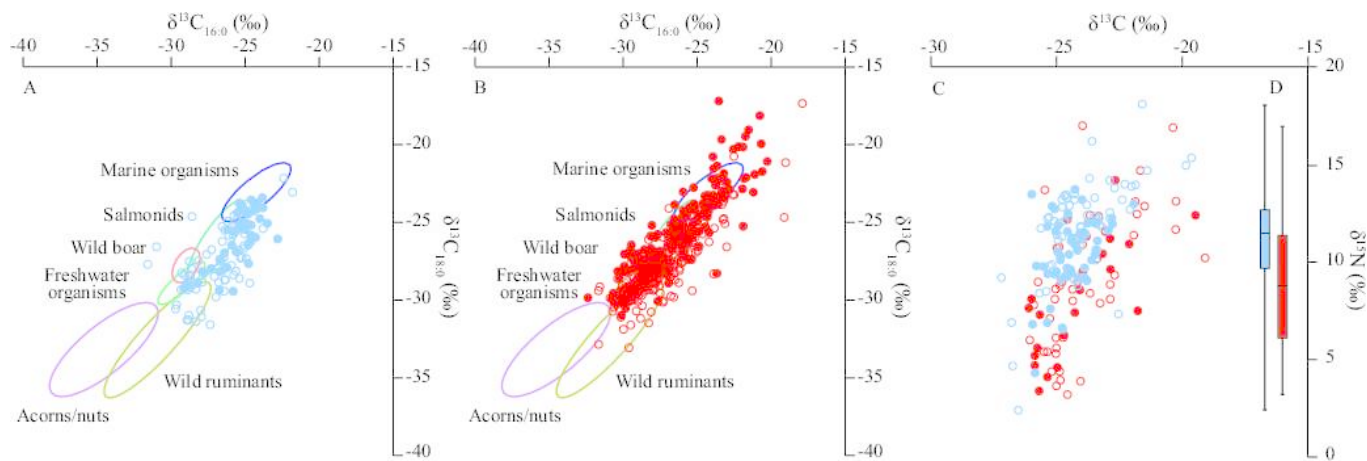 δ¹³C₁₆:₀ (‰)
-40 -35 -30 -25 -20 -15
A
Marine organisms
Salmonids
Wild boar
Freshwater
organisms
Wild ruminants
Acorns/nuts
-15
-20
-25
-30
-35
-40
δ¹³C₁₈:₀ (‰)
δ¹³C₁₆:₀ (‰)
-40 -35 -30 -25 -20 -15
B
Marine organisms
Salmonids
Wild boar
Freshwater
organisms
Wild ruminants
Acorns/nuts
-15
-20
-25
-30
-35
-40
δ¹³C₁₈:₀ (‰)
δ¹³C (‰)
-30 -25 -20 -15
C D
20
15
10
5
0
δ¹⁵N (‰)